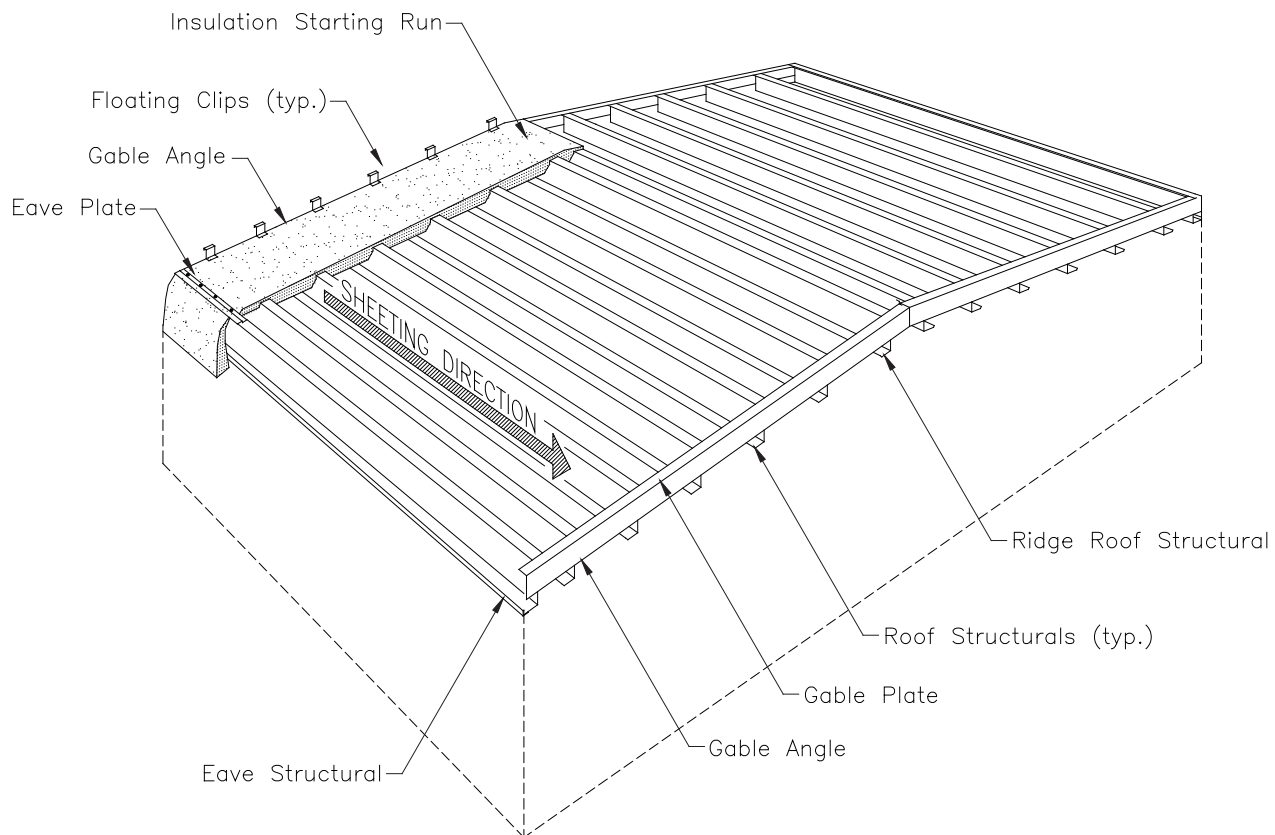 Insulation Starting Run
Floating Clips (typ.)
Gable Angle
Eave Plate
SHEETING DIRECTION
Ridge Roof Structural
Roof Structurals (typ.)
Gable Plate
Gable Angle
Eave Structural